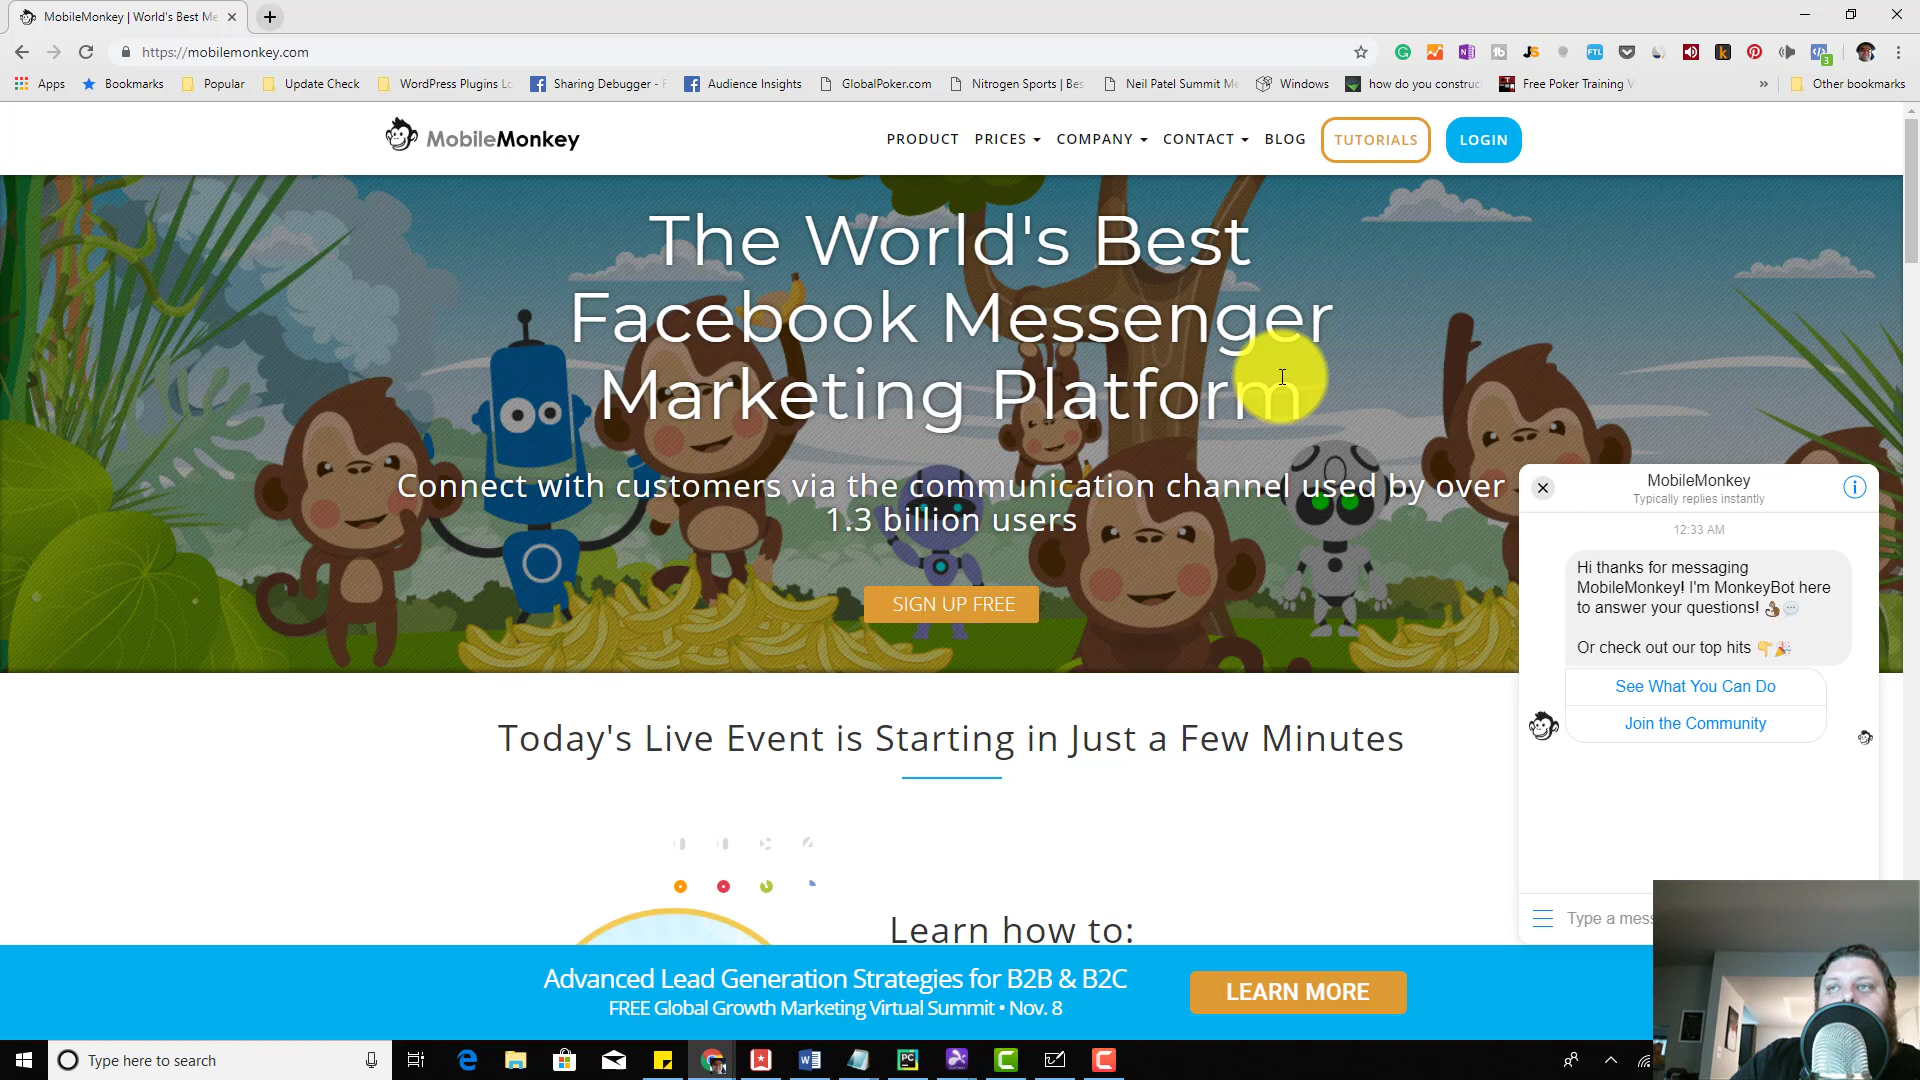 MobileMonkey | World's Best Me
https://mobilemonkey.com
Apps
Bookmarks
Popular
Update Check
WordPress Plugins Lo
Sharing Debugger - F
Audience Insights
GlobalPoker.com
Nitrogen Sports | Bes
Neil Patel Summit Me
Windows
how do you construc
Free Poker Training V
»
Other bookmarks
MobileMonkey
PRODUCT
PRICES
COMPANY
CONTACT
BLOG
TUTORIALS
LOGIN
The World's Best
Facebook Messenger
Marketing Platform
Connect with customers via the communication channel used by over
1.3 billion users
SIGN UP FREE
Today's Live Event is Starting in Just a Few Minutes
Learn how to:
MobileMonkey
Typically replies instantly
12:33 AM
Hi thanks for messaging
MobileMonkey! I'm MonkeyBot here
to answer your questions! 🐒💬
Or check out our top hits 👇🎉
See What You Can Do
Join the Community
Type a mess
Advanced Lead Generation Strategies for B2B & B2C
FREE Global Growth Marketing Virtual Summit • Nov. 8
LEARN MORE
Type here to search